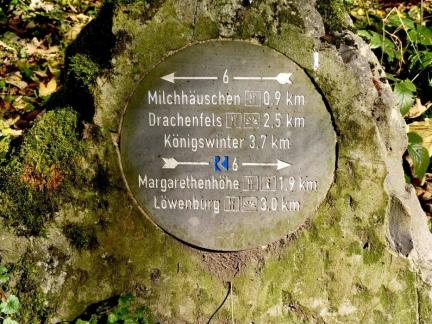 6
Milchhäuschen 0,9 km
Drachenfels 2,5 km
Königswinter 3,7 km
R 6
Margarethenhöhe 1,9 km
Löwenburg 3,0 km